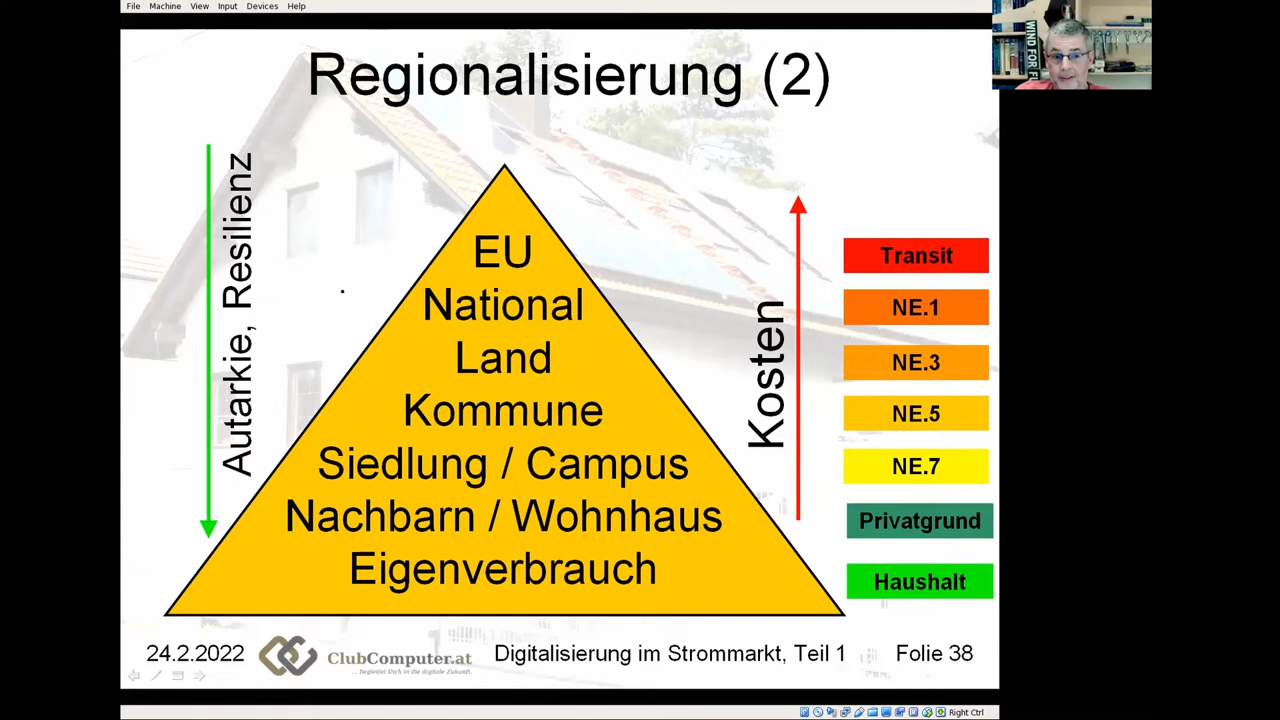 File Machine View Input Devices Help
Regionalisierung (2)
Autarkie, Resilienz
EU
National
Land
Kommune
Siedlung / Campus
Nachbarn / Wohnhaus
Eigenverbrauch
Kosten
Transit
NE.1
NE.3
NE.5
NE.7
Privatgrund
Haushalt
WIND FOR
24.2.2022
ClubComputer.at
... begleitet Dich in die digitale Zukunft.
Digitalisierung im Strommarkt, Teil 1
Folie 38
Right Ctrl